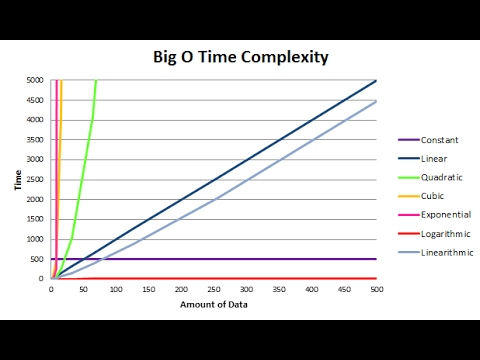 Big O Time Complexity
Time
5000
4500
4000
3500
3000
2500
2000
1500
1000
500
0
0 50 100 150 200 250 300 350 400 450 500
Amount of Data
Constant
Linear
Quadratic
Cubic
Exponential
Logarithmic
Linearithmic